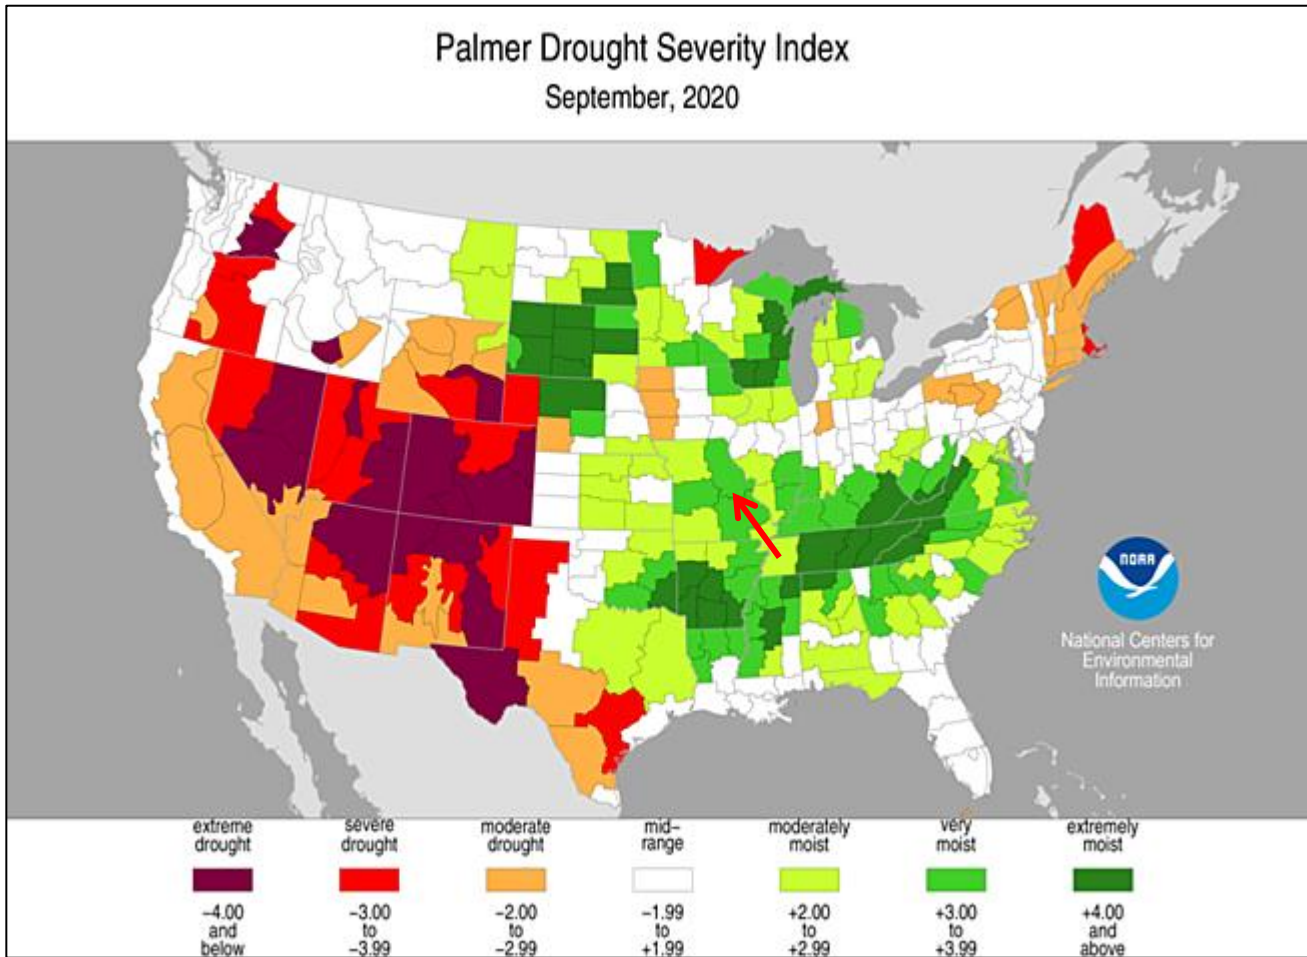 Palmer Drought Severity Index
September, 2020
NOAA
National Centers for
Environmental
Information
extreme
drought
severe
drought
moderate
drought
mid–
range
moderately
moist
very
moist
extremely
moist
–4.00
and
below
–3.00
to
–3.99
–2.00
to
–2.99
–1.99
to
+1.99
+2.00
to
+2.99
+3.00
to
+3.99
+4.00
and
above